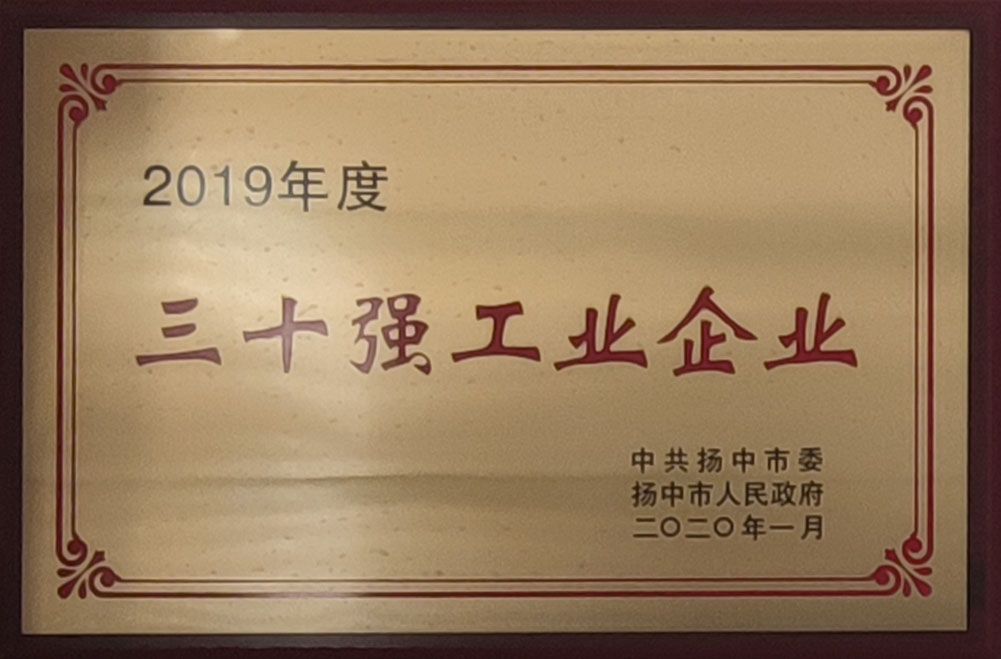 2019年度
三十强工业企业
中共扬中市委
扬中市人民政府
二〇二〇年一月